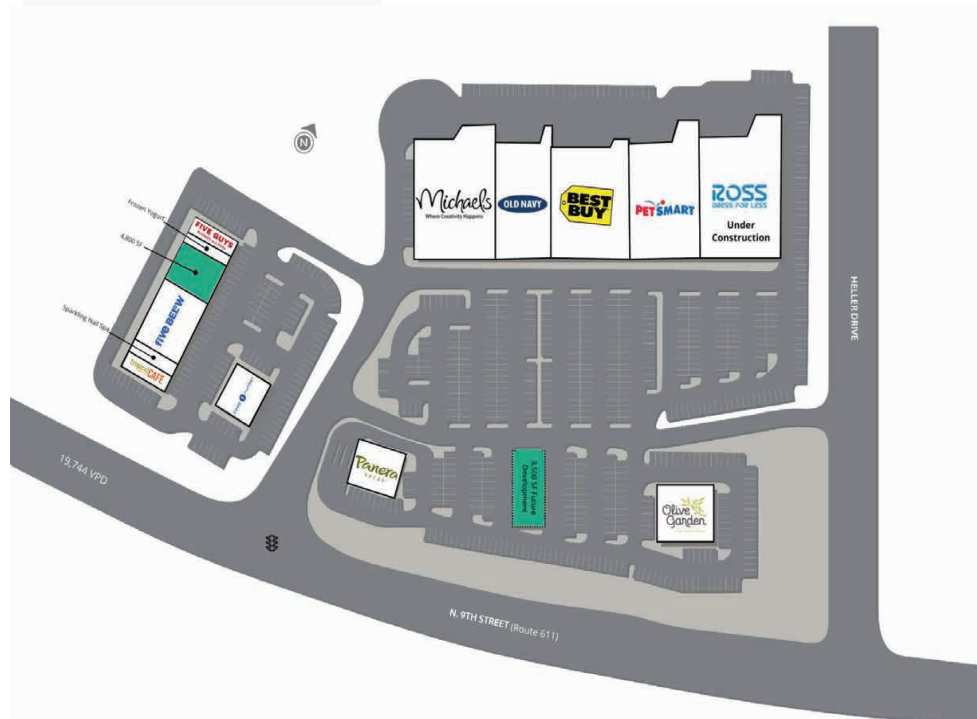 Michaels
Where Creativity Happens
OLD NAVY
BEST
BUY
PETSMART
ROSS
DRESS FOR LESS
Under
Construction
N
Frozen Yogurt
FIVE GUYS
4,800 SF
five BEL°W
Sparkling Nail Spa
CAFE
HELLER DRIVE
Panera
BREAD
8,500 SF Future
Development
Olive
Garden
19,744 VPD
N. 9TH STREET (Route 611)